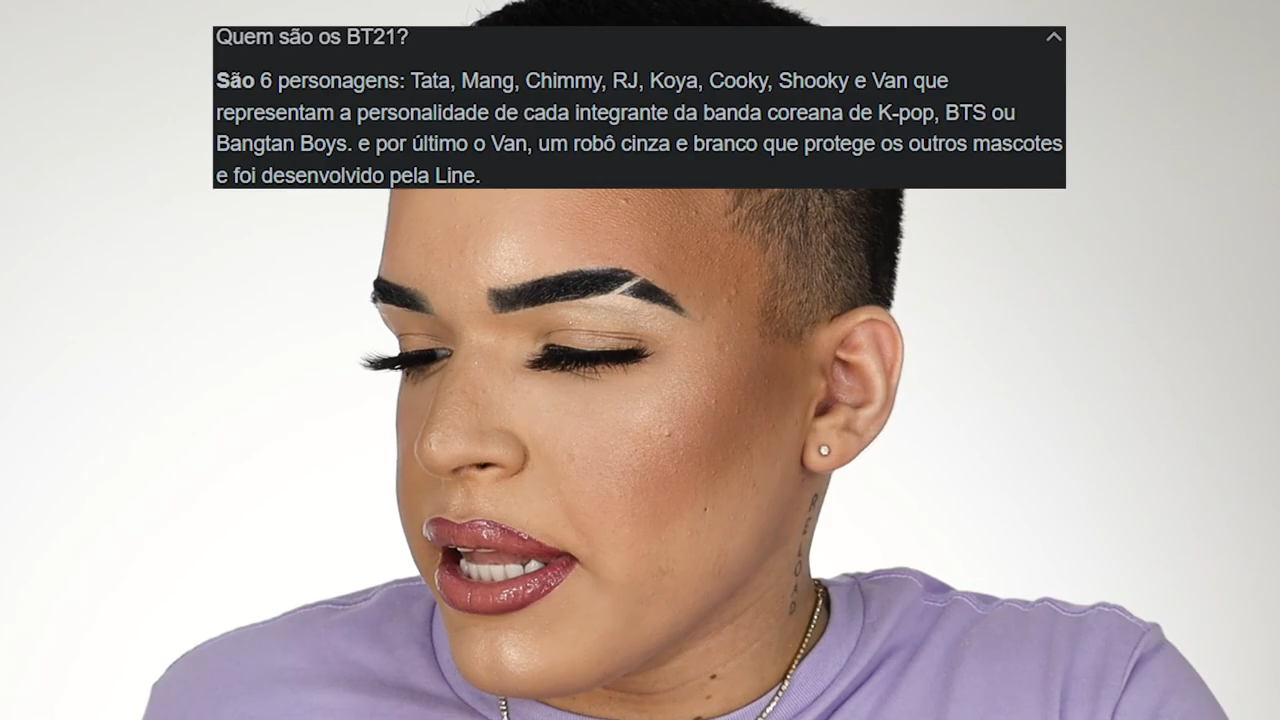 Quem são os BT21?
São 6 personagens: Tata, Mang, Chimmy, RJ, Koya, Cooky, Shooky e Van que
representam a personalidade de cada integrante da banda coreana de K-pop, BTS ou
Bangtan Boys. e por último o Van, um robô cinza e branco que protege os outros mascotes
e foi desenvolvido pela Line.